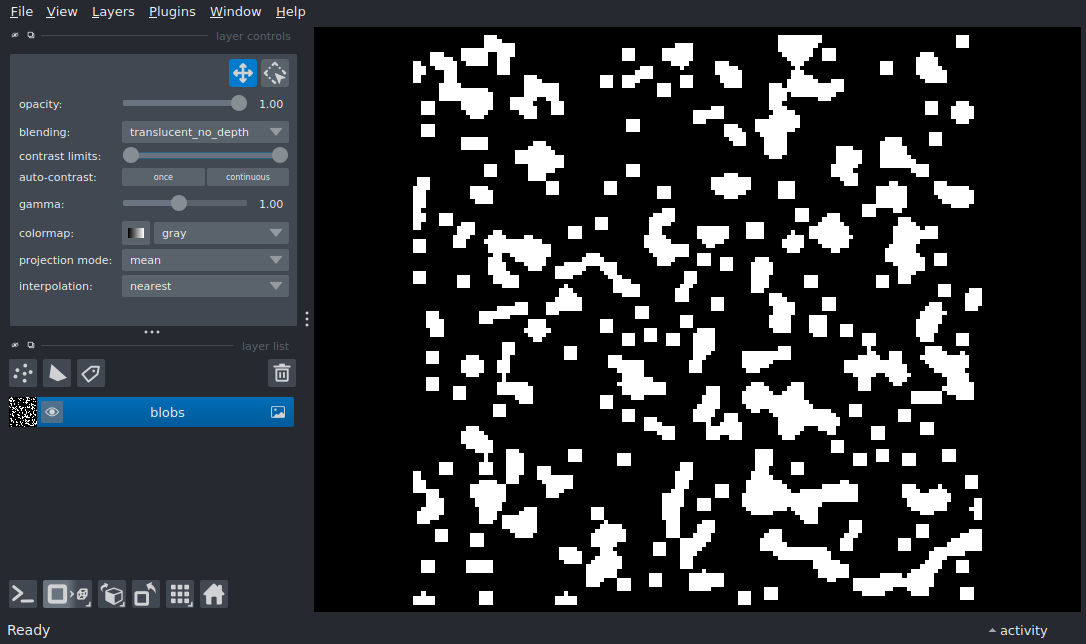 File View Layers Plugins Window Help
layer controls
opacity: 1.00
blending: translucent_no_depth
contrast limits:
auto-contrast: once continuous
gamma: 1.00
colormap: gray
projection mode: mean
interpolation: nearest
layer list
blobs
Ready
activity